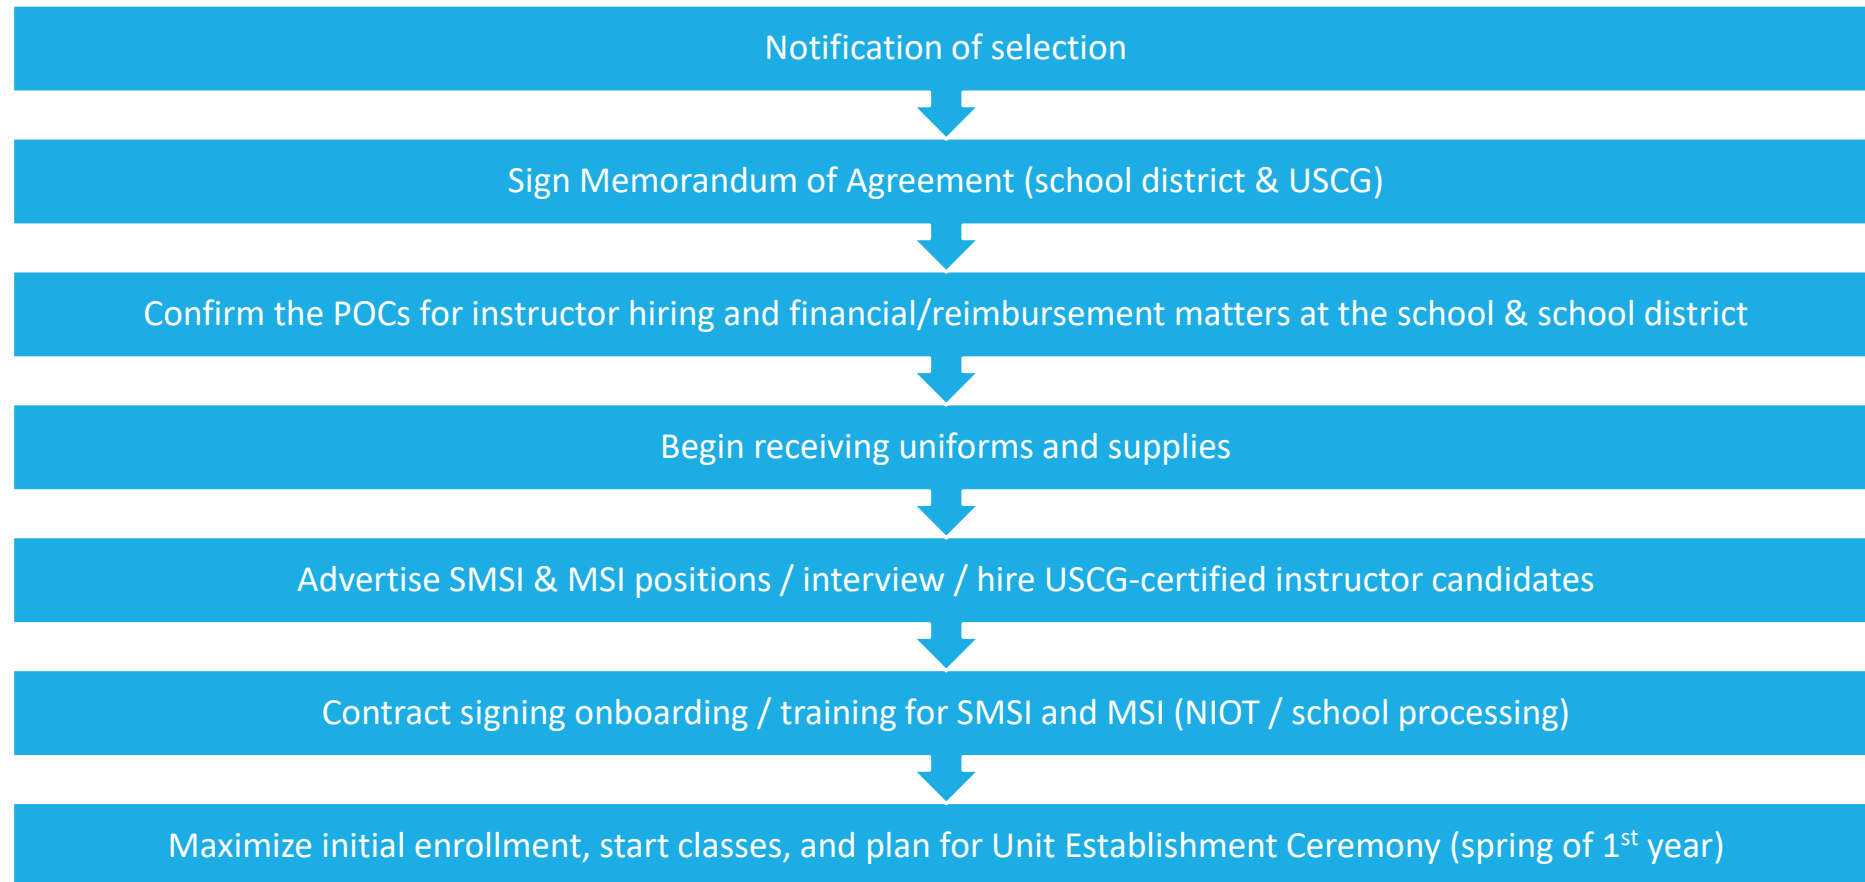 Notification of selection
Sign Memorandum of Agreement (school district & USCG)
Confirm the POCs for instructor hiring and financial/reimbursement matters at the school & school district
Begin receiving uniforms and supplies
Advertise SMSI & MSI positions / interview / hire USCG-certified instructor candidates
Contract signing onboarding / training for SMSI and MSI (NIOT / school processing)
Maximize initial enrollment, start classes, and plan for Unit Establishment Ceremony (spring of 1st year)